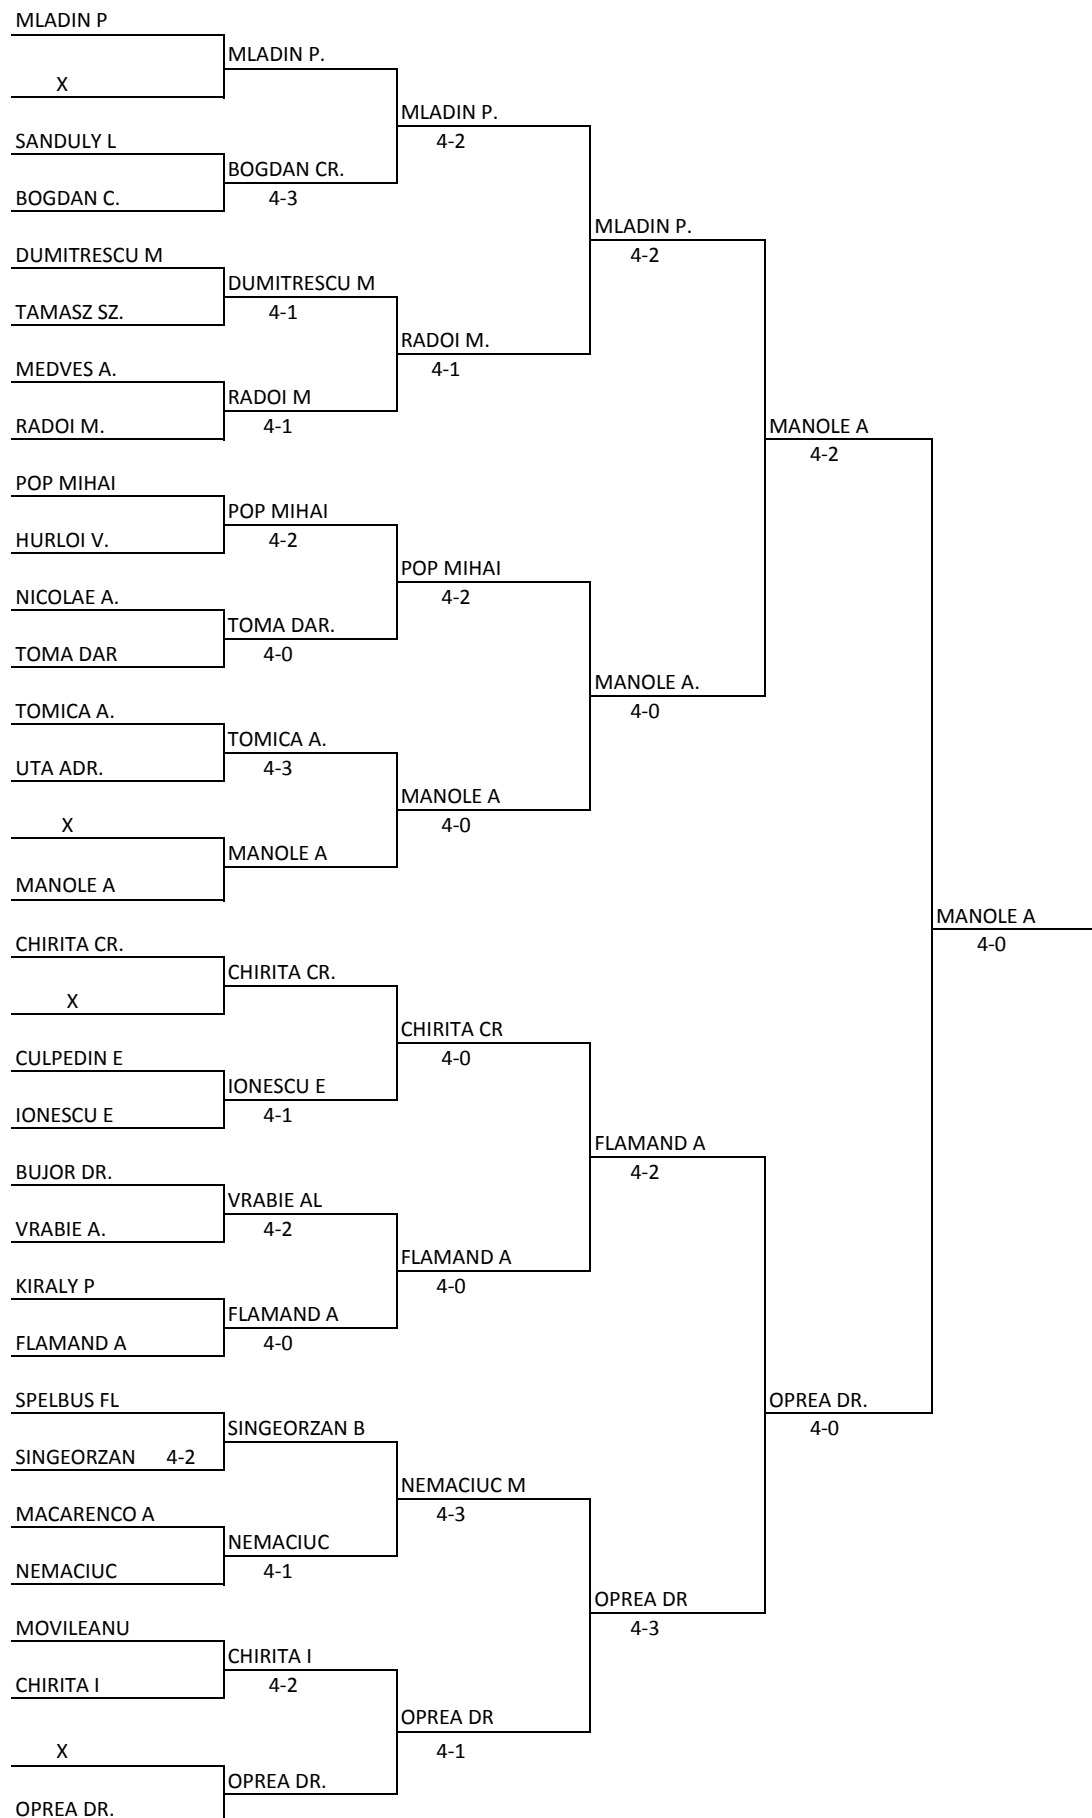 MLADIN P
MLADIN P.
X
MLADIN P.
4-2
SANDULY L
BOGDAN CR.
BOGDAN C.
4-3
MLADIN P.
4-2
DUMITRESCU M
DUMITRESCU M
TAMASZ SZ.
4-1
RADOI M.
4-1
MEDVES A.
RADOI M
RADOI M.
4-1
MANOLE A
4-2
POP MIHAI
POP MIHAI
HURLOI V.
4-2
POP MIHAI
4-2
NICOLAE A.
TOMA DAR.
TOMA DAR
4-0
MANOLE A.
4-0
TOMICA A.
TOMICA A.
UTA ADR.
4-3
MANOLE A
4-0
X
MANOLE A
MANOLE A
MANOLE A
4-0
CHIRITA CR.
CHIRITA CR.
X
CHIRITA CR
4-0
CULPEDIN E
IONESCU E
IONESCU E
4-1
FLAMAND A
4-2
BUJOR DR.
VRABIE AL
VRABIE A.
4-2
FLAMAND A
4-0
KIRALY P
FLAMAND A
FLAMAND A
4-0
OPREA DR.
4-0
SPELBUS FL
SINGEORZAN B
SINGEORZAN 4-2
NEMACIUC M
4-3
MACARENCO A
NEMACIUC
NEMACIUC
4-1
OPREA DR
4-3
MOVILEANU
CHIRITA I
CHIRITA I
4-2
OPREA DR
4-1
X
OPREA DR.
OPREA DR.